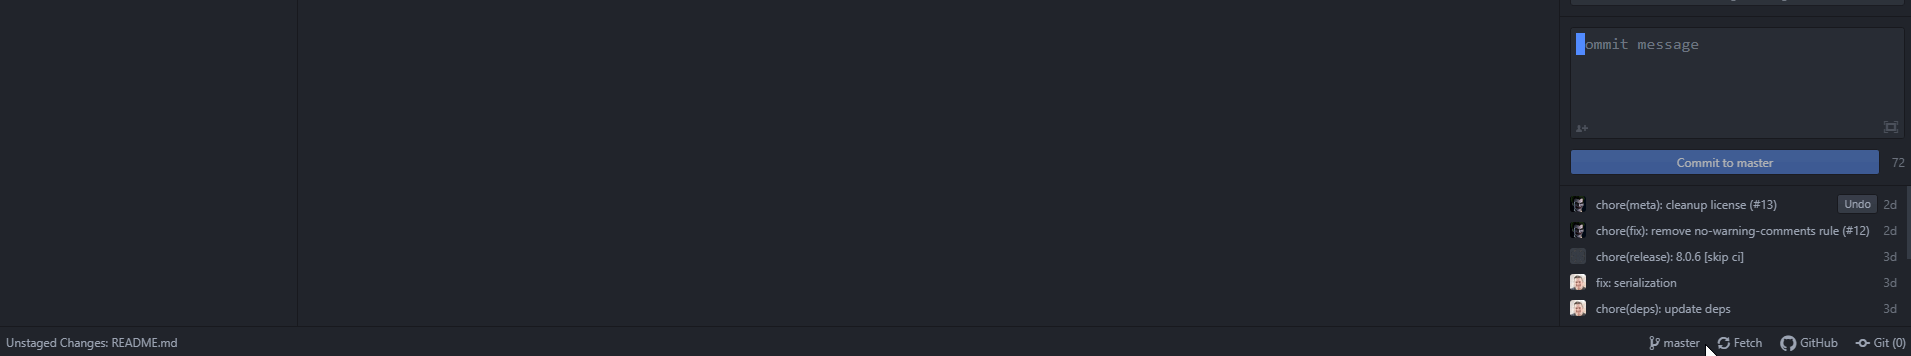 ommit message
Commit to master 72
chore(meta): cleanup license (#13) Undo 2d
chore(fix): remove no-warning-comments rule (#12) 2d
chore(release): 8.0.6 [skip ci] 3d
fix: serialization 3d
chore(deps): update deps 3d
Unstaged Changes: README.md master Fetch GitHub Git (0)